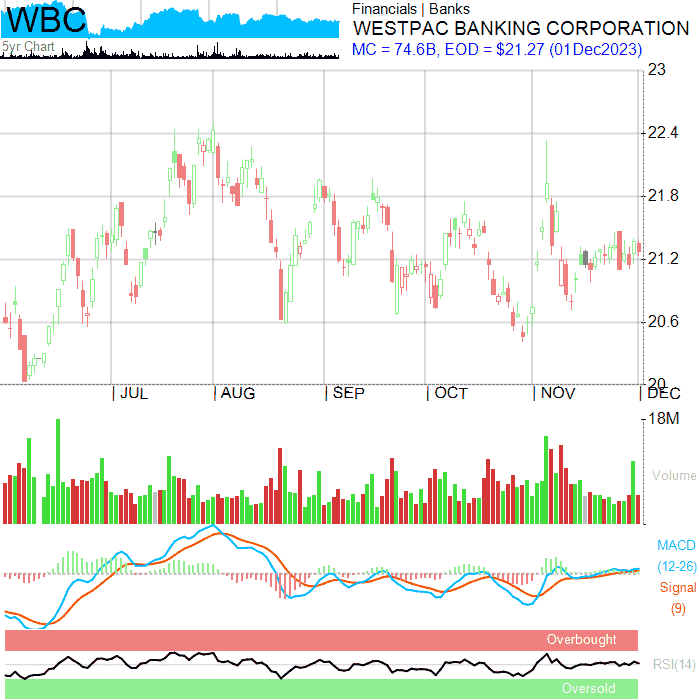 WBC
5yr Chart
Financials | Banks
WESTPAC BANKING CORPORATION
MC = 74.6B, EOD = $21.27 (01Dec2023)
23
22.4
21.8
21.2
20.6
20
JUL
AUG
SEP
OCT
NOV
DEC
18M
Volume
MACD
(12-26)
Signal
(9)
Overbought
RSI(14)
Oversold